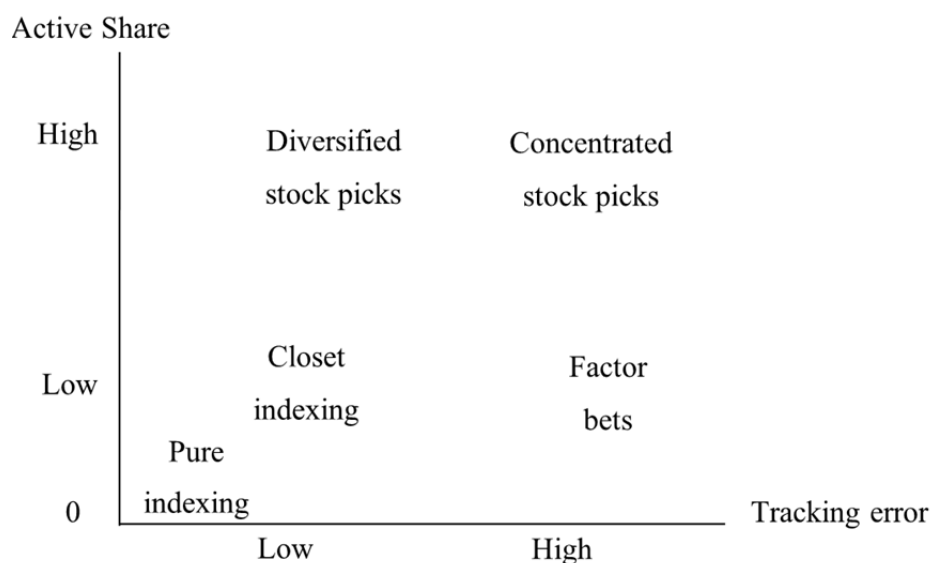 Active Share
High
Diversified
stock picks
Concentrated
stock picks
Low
Closet
indexing
Factor
bets
Pure
indexing
0
Tracking error
Low
High